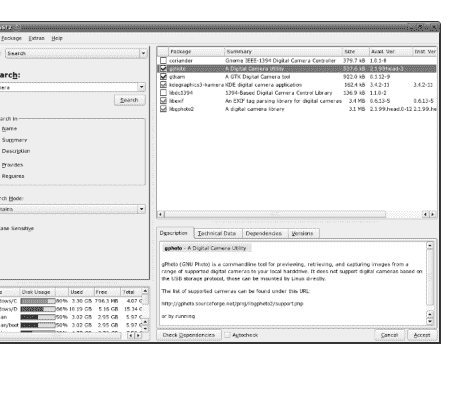 Package Extras Help
Search
arch:
era
Search
rch In
Name
Summary
Description
Provides
Requires
rch Mode:
tains
ase Sensitive
Package Summary Size Avail. Ver. Inst. Ver
coriander Gnome IEEE-1394 Digital Camera Controller 379.7 kB 1.0.1-8
gphoto A Digital Camera Utility
gtkam A GTK Digital Camera tool 922.0 kB 0.1.12-9
kdegraphics3-kamera KDE digital camera application 162.4 kB 3.4.2-11 3.4.2-11
libdc1394 1394-Based Digital Camera Control Library 136.9 kB 1.1.0-2
libexif An EXIF tag parsing library for digital cameras 3.4 MB 0.6.12-5 0.6.12-5
libgphoto2 A digital camera library 3.1 MB
Description Technical Data Dependencies Versions
gphoto - A Digital Camera Utility
gPhoto (GNU Photo) is a commandline tool for previewing, retrieving, and capturing images from a
range of supported digital cameras to your local harddrive. It does not support digital cameras based on
the USB storage protocol, those can be mounted by Linux directly.
The list of supported cameras can be found under this URL:
http://gphoto.sourceforge.net/proj/libgphoto2/support.php
or by running
Disk Usage Used Free Total
Check Dependencies Autocheck Cancel Accept